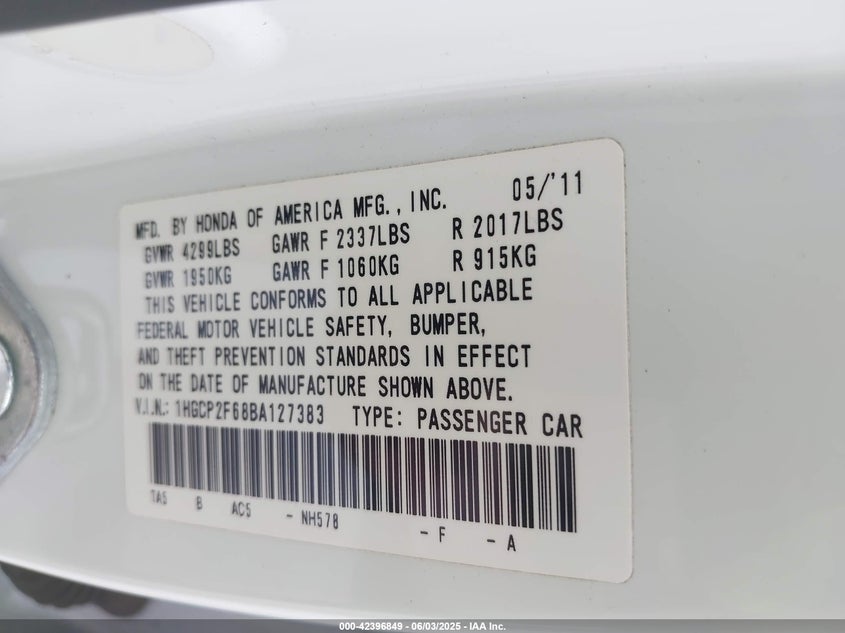 MFD. BY HONDA OF AMERICA MFG., INC. 05/'11
GVWR 4299LBS GAWR F 2337LBS R 2017LBS
GVWR 1950KG GAWR F 1060KG R 915KG
THIS VEHICLE CONFORMS TO ALL APPLICABLE
FEDERAL MOTOR VEHICLE SAFETY, BUMPER,
AND THEFT PREVENTION STANDARDS IN EFFECT
ON THE DATE OF MANUFACTURE SHOWN ABOVE.
V.I.N.: 1HGCP2F68BA127383 TYPE: PASSENGER CAR
TA5 B AC5 - NH578 - F - A
000-42396849 - 06/03/2025 - IAA Inc.